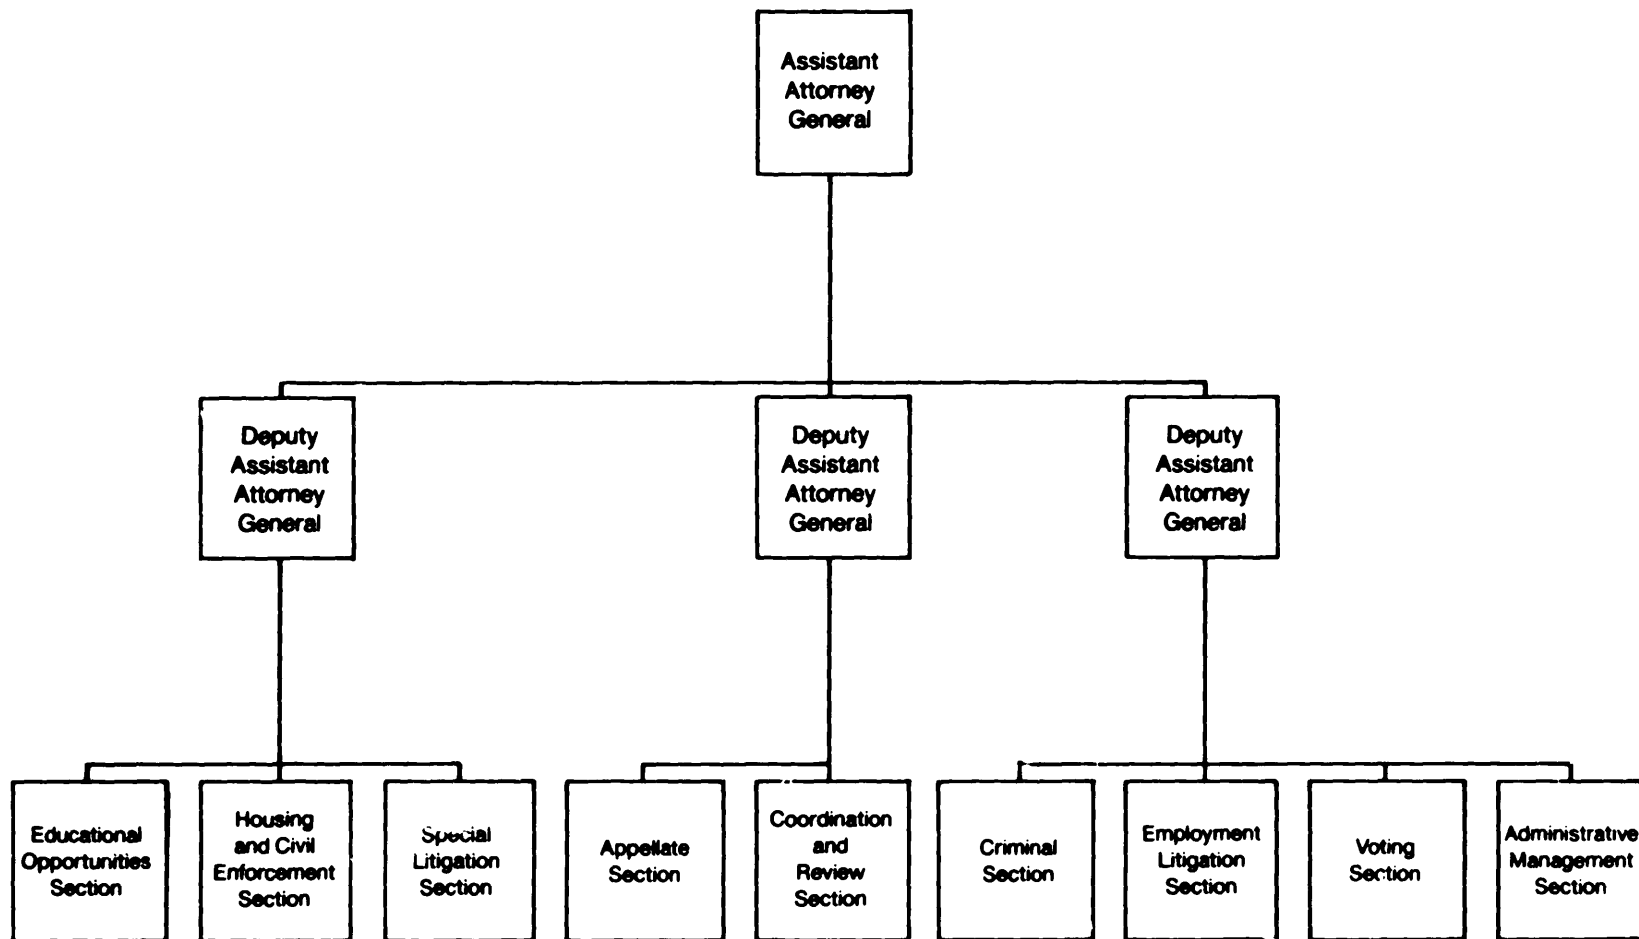 Assistant
Attorney
General
Deputy
Assistant
Attorney
General
Deputy
Assistant
Attorney
General
Deputy
Assistant
Attorney
General
Educational
Opportunities
Section
Housing
and Civil
Enforcement
Section
Special
Litigation
Section
Appellate
Section
Coordination
and
Review
Section
Criminal
Section
Employment
Litigation
Section
Voting
Section
Administrative
Management
Section